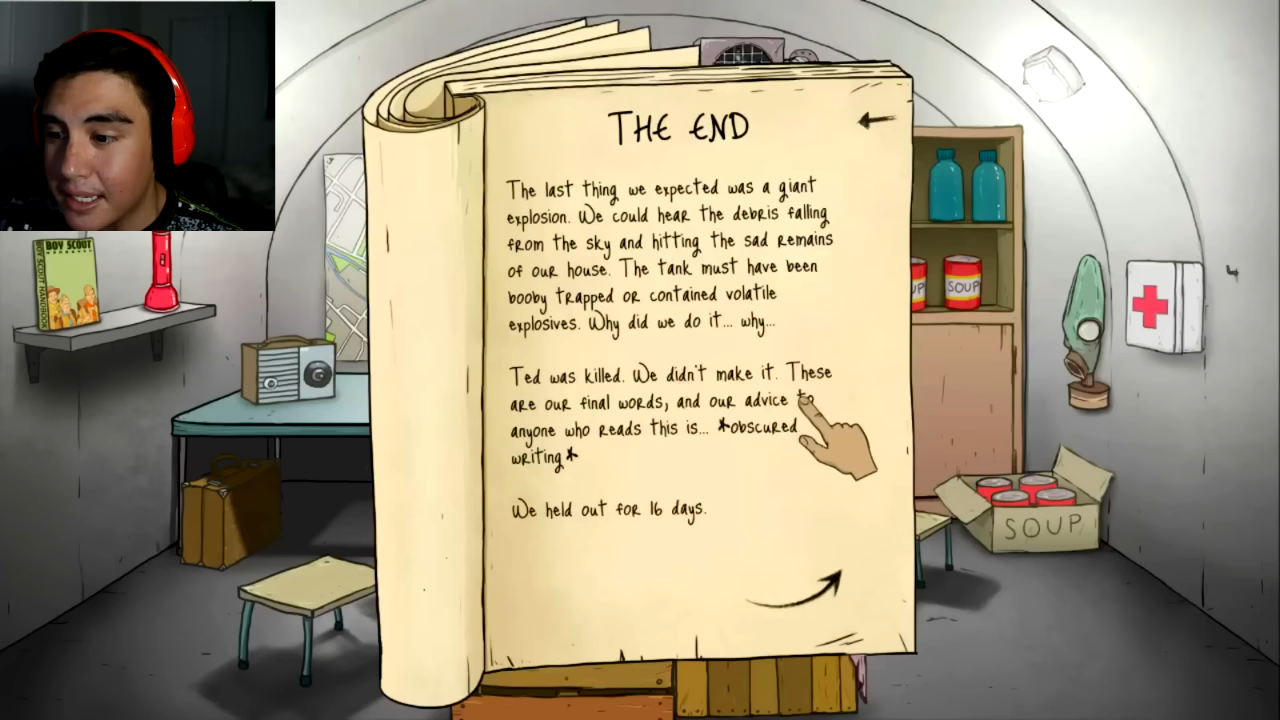 THE END
The last thing we expected was a giant
explosion. We could hear the debris falling
from the sky and hitting the sad remains
of our house. The tank must have been
booby trapped or contained volatile
explosives. Why did we do it... why...
Ted was killed. We didn't make it. These
are our final words, and our advice to
anyone who reads this is... *obscured
writing*
We held out for 16 days.
BOY SCOUT
BOY SCOUT HANDBOOK
UP
SOUP
SOUP